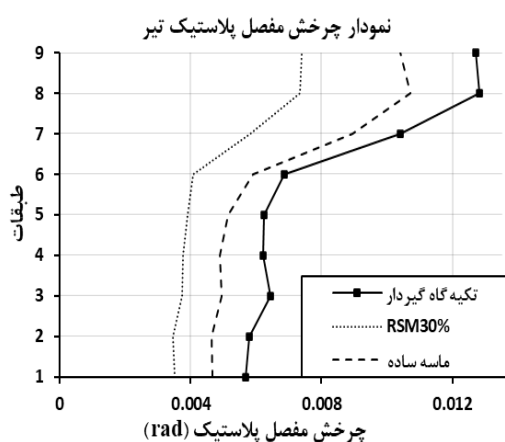 نمودار چرخش مفصل پلاستیک تیر
9
8
7
6
5
4
3
2
1
طبقات
تکیه گاه گیردار
RSM30%
ماسه ساده
0
0.004
0.008
0.012
چرخش مفصل پلاستیک (rad)